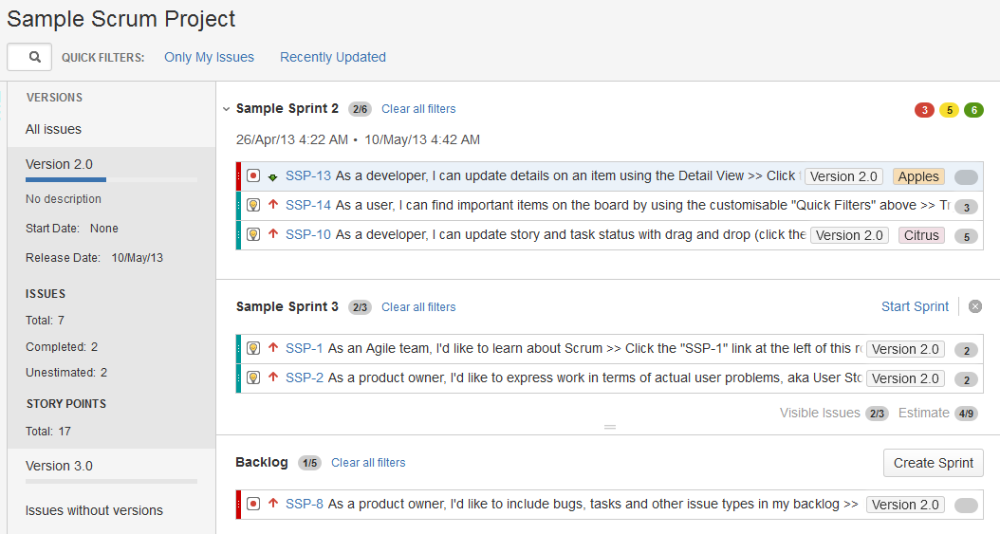 Sample Scrum Project
QUICK FILTERS: Only My Issues Recently Updated
VERSIONS
All issues
Version 2.0
No description
Start Date: None
Release Date: 10/May/13
ISSUES
Total: 7
Completed: 2
Unestimated: 2
STORY POINTS
Total: 17
Version 3.0
Issues without versions
Sample Sprint 2 2/6 Clear all filters 3 5 6
26/Apr/13 4:22 AM • 10/May/13 4:42 AM
SSP-13 As a developer, I can update details on an item using the Detail View >> Click Version 2.0 Apples
SSP-14 As a user, I can find important items on the board by using the customisable "Quick Filters" above >> Tr 3
SSP-10 As a developer, I can update story and task status with drag and drop (click the Version 2.0 Citrus 5
Sample Sprint 3 2/3 Clear all filters Start Sprint
SSP-1 As an Agile team, I'd like to learn about Scrum >> Click the "SSP-1" link at the left of this r Version 2.0 2
SSP-2 As a product owner, I'd like to express work in terms of actual user problems, aka User Sto Version 2.0 2
Visible Issues 2/3 Estimate 4/9
Backlog 1/5 Clear all filters Create Sprint
SSP-8 As a product owner, I'd like to include bugs, tasks and other issue types in my backlog >> Version 2.0